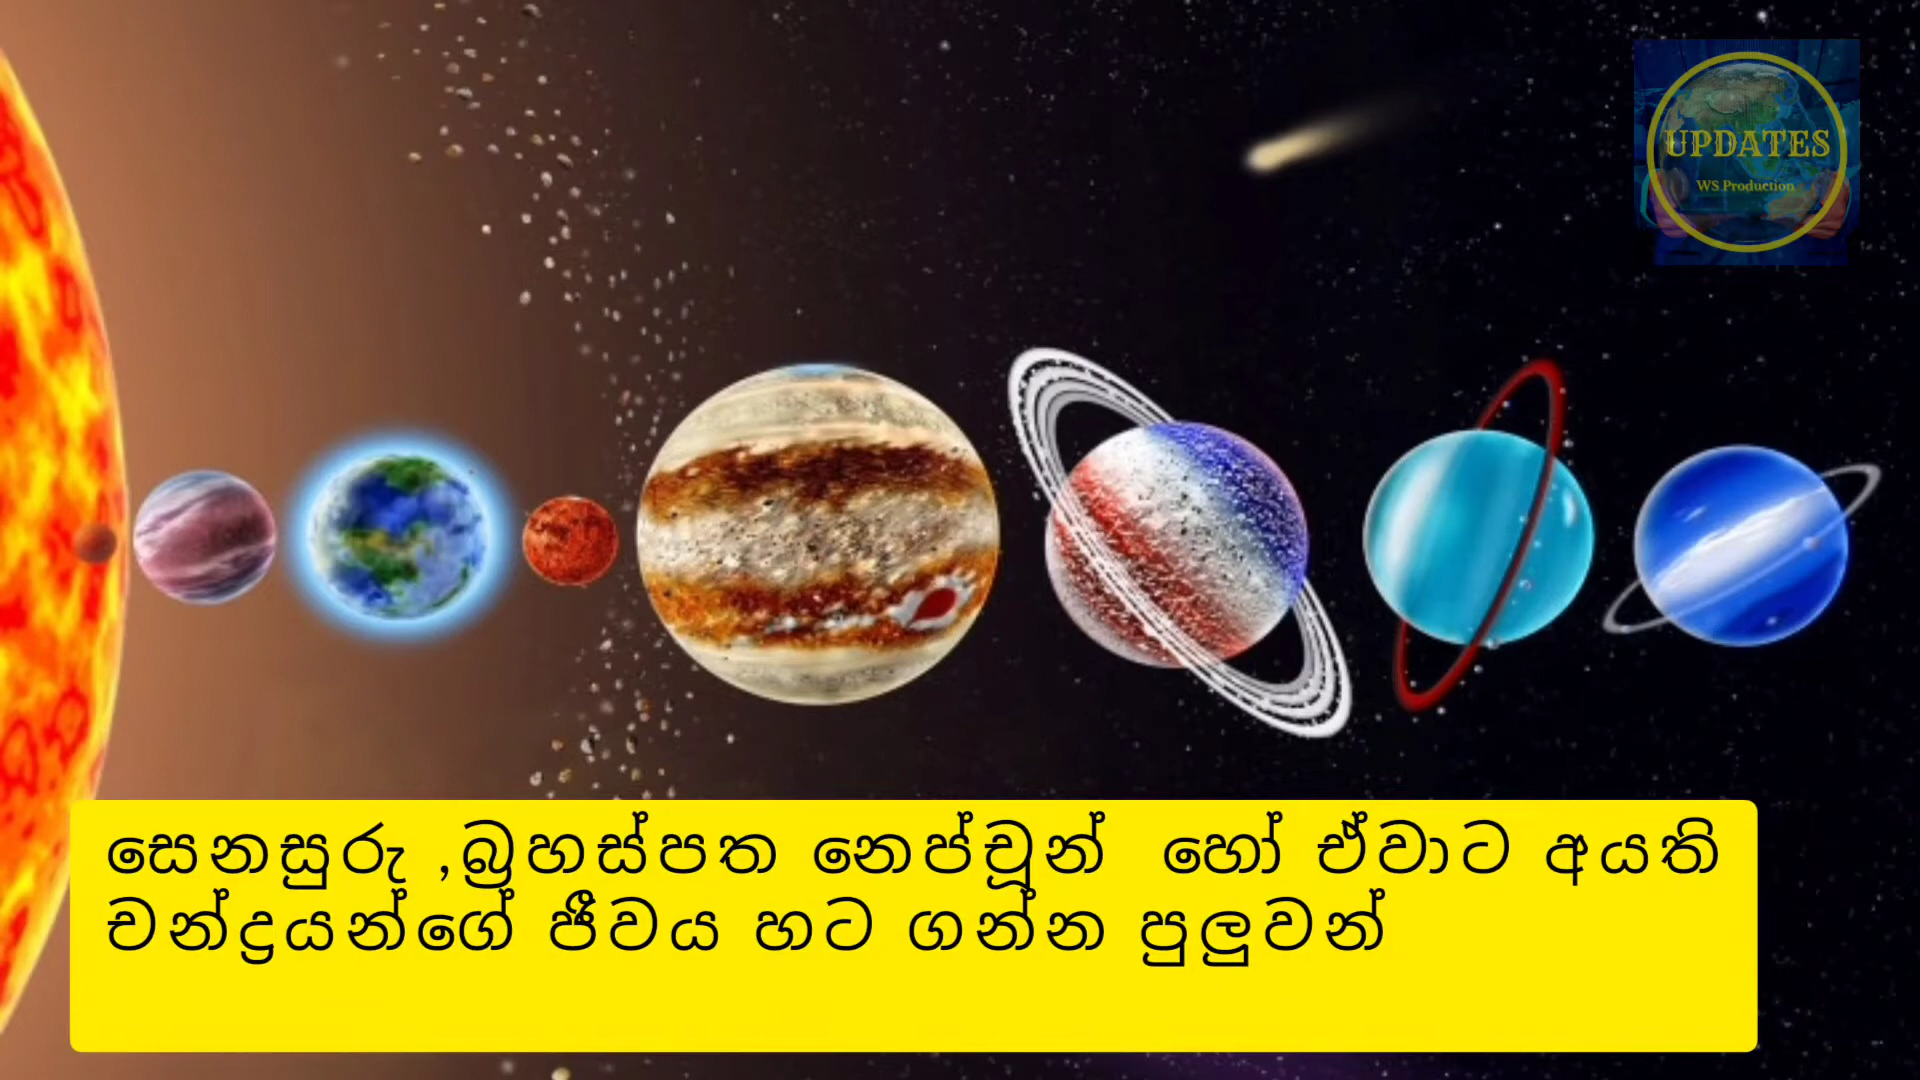 UPDATES
WS Production
සෙනසුරු ,බ්‍රහස්පත නෙප්චූන් හෝ ඒවාට අයති
චන්ද්‍රයන්ගේ ජීවය හට ගන්න පුලුවන්